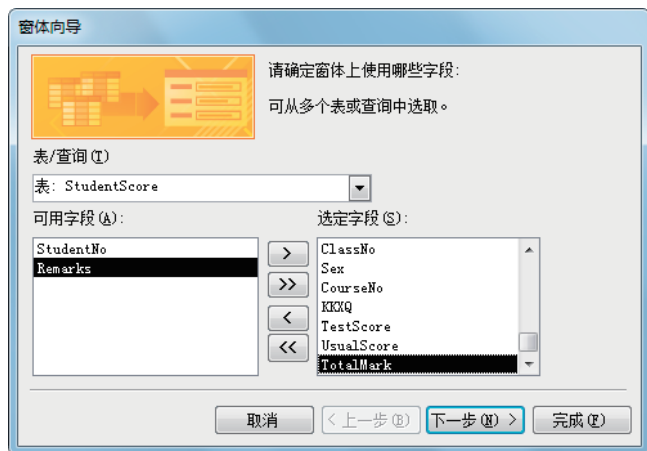 窗体向导
请确定窗体上使用哪些字段:
可从多个表或查询中选取。
表/查询(T)
表: StudentScore
可用字段(A):
选定字段(S):
StudentNo
Remarks
>
>>
<
<<
ClassNo
Sex
CourseNo
KKXQ
TestScore
UsualScore
TotalMark
取消
< 上一步(B)
下一步(N) >
完成(F)